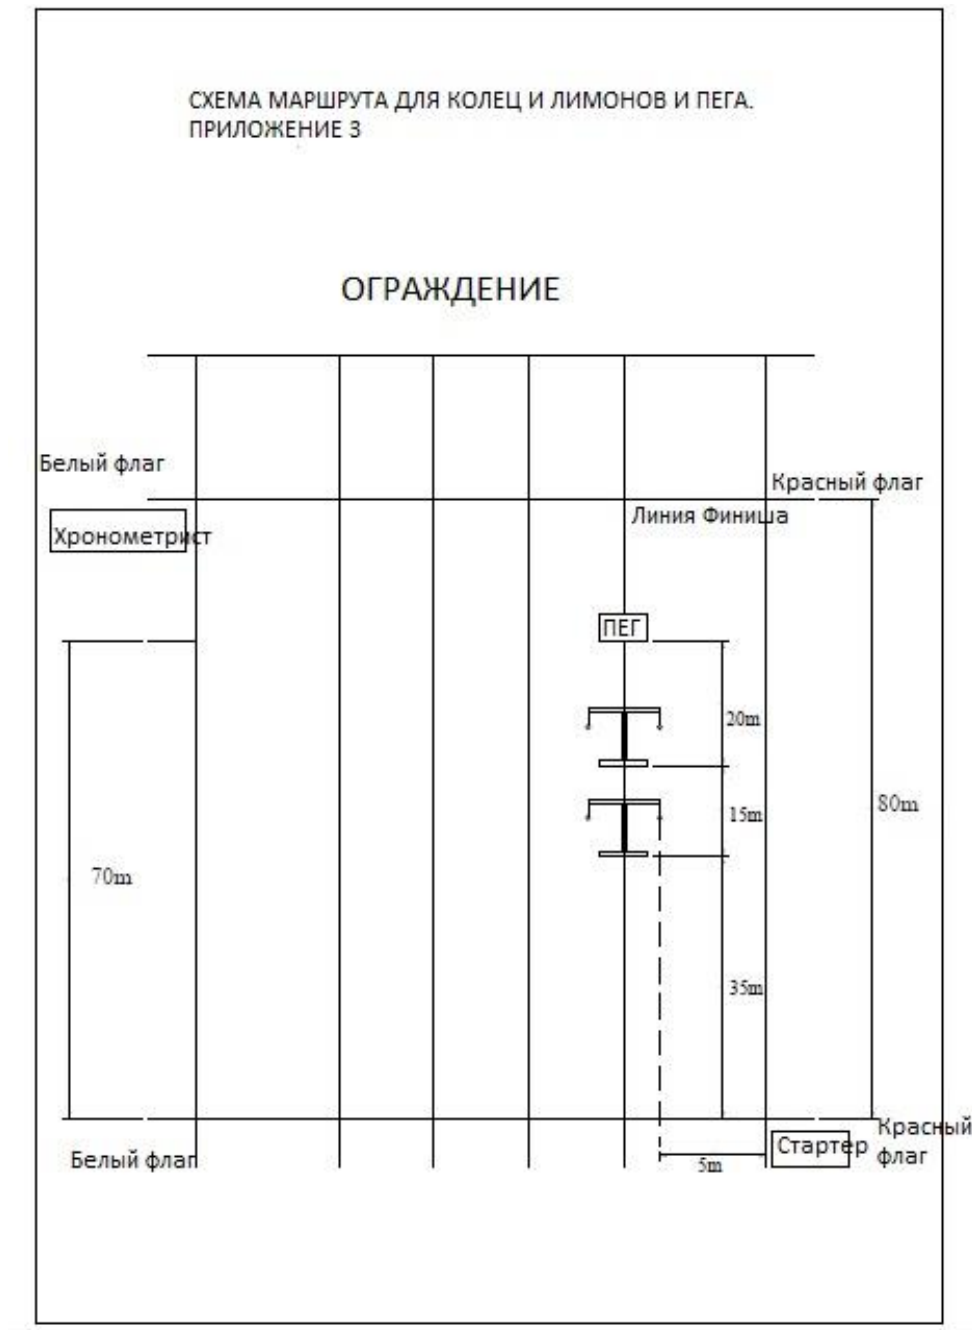 СХЕМА МАРШРУТА ДЛЯ КОЛЕЦ И ЛИМОНОВ И ПЕГА.
ПРИЛОЖЕНИЕ 3
ОГРАЖДЕНИЕ
Белый флаг
Красный флаг
Линия Финиша
Хронометрист
ПЕГ
20m
15m
80m
70m
35m
Красный
флаг
Стартер
Белый флаг
5m